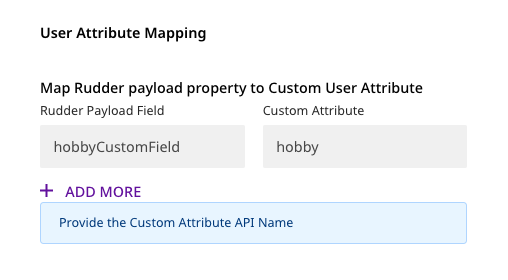 User Attribute Mapping
Map Rudder payload property to Custom User Attribute
Rudder Payload Field Custom Attribute
hobbyCustomField hobby
+ ADD MORE
Provide the Custom Attribute API Name